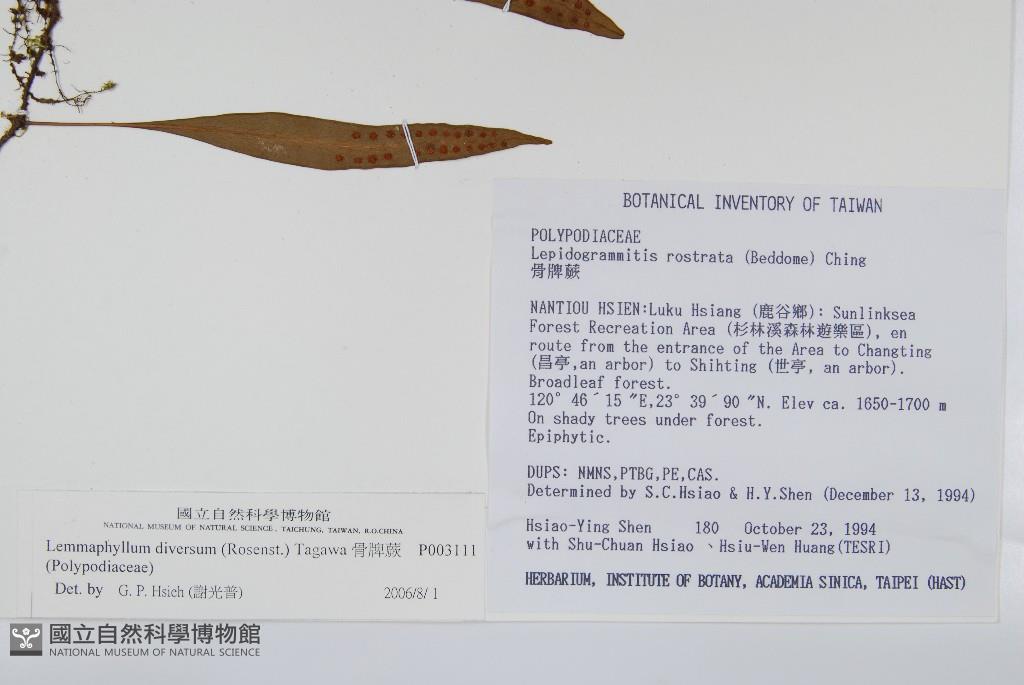 BOTANICAL INVENTORY OF TAIWAN
POLYPODIACEAE
Lepidogrammitis rostrata (Beddome) Ching
骨牌蕨
NANTIOU HSIEN:Luku Hsiang (鹿谷鄉): Sunlinksea
Forest Recreation Area (杉林溪森林遊樂區), en
route from the entrance of the Area to Changting
(昌亭,an arbor) to Shihting (世亭, an arbor).
Broadleaf forest.
120° 46´15 ″E,23° 39´90 ″N. Elev ca. 1650-1700 m
On shady trees under forest.
Epiphytic.
DUPS: NMNS,PTBG,PE,CAS.
Determined by S.C.Hsiao & H.Y.Shen (December 13, 1994)
Hsiao-Ying Shen 180 October 23, 1994
with Shu-Chuan Hsiao 、Hsiu-Wen Huang(TESRI)
HERBARIUM, INSTITUTE OF BOTANY, ACADEMIA SINICA, TAIPEI (HAST)
國立自然科學博物館
NATIONAL MUSEUM OF NATURAL SCIENCE, TAICHUNG, TAIWAN, R.O.CHINA
Lemmaphyllum diversum (Rosenst.) Tagawa 骨牌蕨 P003111
(Polypodiaceae)
Det. by G. P. Hsieh (謝光普) 2006/8/1
國立自然科學博物館
NATIONAL MUSEUM OF NATURAL SCIENCE